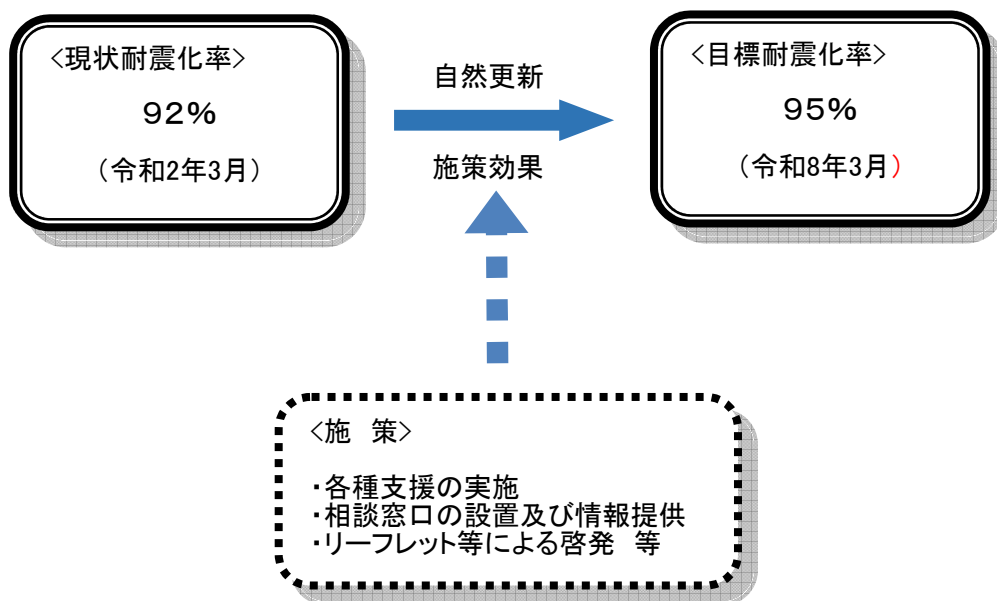 <現状耐震化率>
92%
(令和2年3月)
自然更新
施策効果
<目標耐震化率>
95%
(令和8年3月)
<施 策>
・各種支援の実施
・相談窓口の設置及び情報提供
・リーフレット等による啓発 等